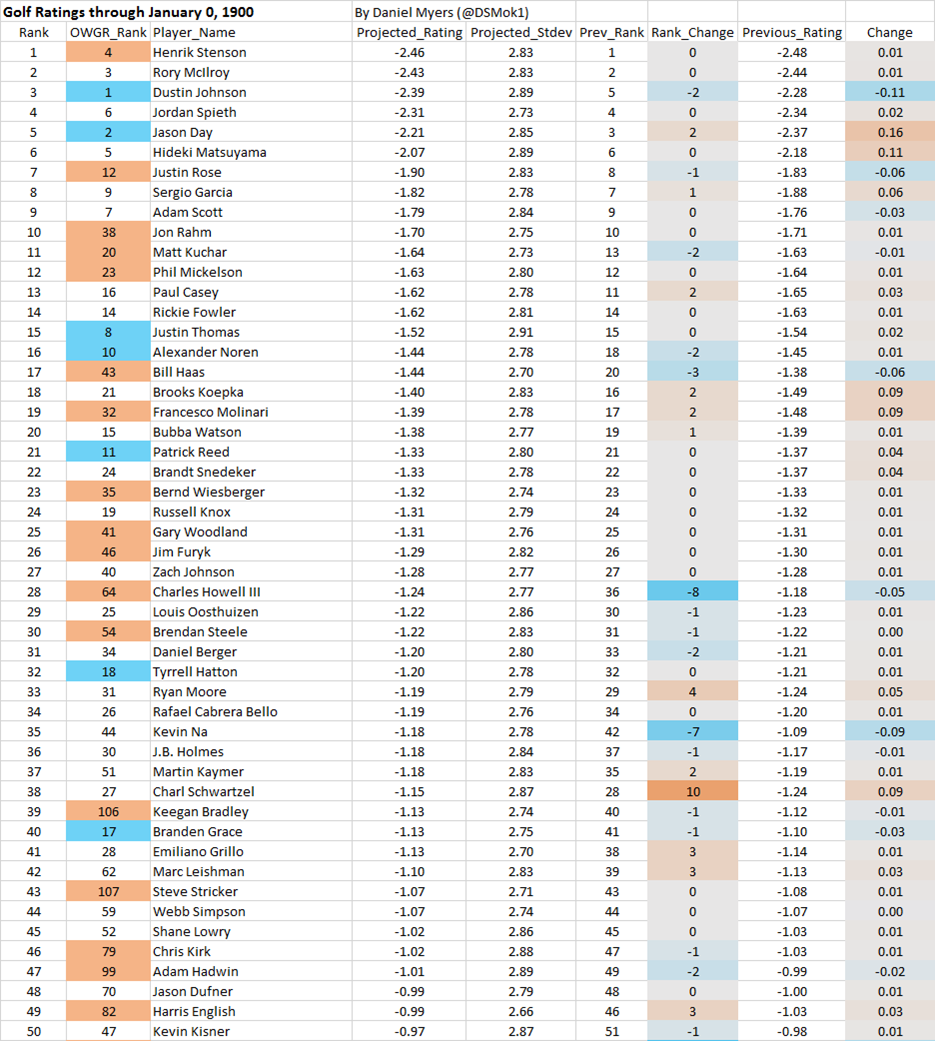 Golf Ratings through January 0, 1900 By Daniel Myers (@DSMok1)
Rank OWGR_Rank Player_Name Projected_Rating Projected_Stdev Prev_Rank Rank_Change Previous_Rating Change
1 4 Henrik Stenson -2.46 2.83 1 0 -2.48 0.01
2 3 Rory McIlroy -2.43 2.83 2 0 -2.44 0.01
3 1 Dustin Johnson -2.39 2.89 5 -2 -2.28 -0.11
4 6 Jordan Spieth -2.31 2.73 4 0 -2.34 0.02
5 2 Jason Day -2.21 2.85 3 2 -2.37 0.16
6 5 Hideki Matsuyama -2.07 2.89 6 0 -2.18 0.11
7 12 Justin Rose -1.90 2.83 8 -1 -1.83 -0.06
8 9 Sergio Garcia -1.82 2.78 7 1 -1.88 0.06
9 7 Adam Scott -1.79 2.84 9 0 -1.76 -0.03
10 38 Jon Rahm -1.70 2.75 10 0 -1.71 0.01
11 20 Matt Kuchar -1.64 2.73 13 -2 -1.63 -0.01
12 23 Phil Mickelson -1.63 2.80 12 0 -1.64 0.01
13 16 Paul Casey -1.62 2.78 11 2 -1.65 0.03
14 14 Rickie Fowler -1.62 2.81 14 0 -1.63 0.01
15 8 Justin Thomas -1.52 2.91 15 0 -1.54 0.02
16 10 Alexander Noren -1.44 2.78 18 -2 -1.45 0.01
17 43 Bill Haas -1.44 2.70 20 -3 -1.38 -0.06
18 21 Brooks Koepka -1.40 2.83 16 2 -1.49 0.09
19 32 Francesco Molinari -1.39 2.78 17 2 -1.48 0.09
20 15 Bubba Watson -1.38 2.77 19 1 -1.39 0.01
21 11 Patrick Reed -1.33 2.80 21 0 -1.37 0.04
22 24 Brandt Snedeker -1.33 2.78 22 0 -1.37 0.04
23 35 Bernd Wiesberger -1.32 2.74 23 0 -1.33 0.01
24 19 Russell Knox -1.31 2.79 24 0 -1.32 0.01
25 41 Gary Woodland -1.31 2.76 25 0 -1.31 0.01
26 46 Jim Furyk -1.29 2.82 26 0 -1.30 0.01
27 40 Zach Johnson -1.28 2.77 27 0 -1.28 0.01
28 64 Charles Howell III -1.24 2.77 36 -8 -1.18 -0.05
29 25 Louis Oosthuizen -1.22 2.86 30 -1 -1.23 0.01
30 54 Brendan Steele -1.22 2.83 31 -1 -1.22 0.00
31 34 Daniel Berger -1.20 2.80 33 -2 -1.21 0.01
32 18 Tyrrell Hatton -1.20 2.78 32 0 -1.21 0.01
33 31 Ryan Moore -1.19 2.79 29 4 -1.24 0.05
34 26 Rafael Cabrera Bello -1.19 2.76 34 0 -1.20 0.01
35 44 Kevin Na -1.18 2.78 42 -7 -1.09 -0.09
36 30 J.B. Holmes -1.18 2.84 37 -1 -1.17 -0.01
37 51 Martin Kaymer -1.18 2.83 35 2 -1.19 0.01
38 27 Charl Schwartzel -1.15 2.87 28 10 -1.24 0.09
39 106 Keegan Bradley -1.13 2.74 40 -1 -1.12 -0.01
40 17 Branden Grace -1.13 2.75 41 -1 -1.10 -0.03
41 28 Emiliano Grillo -1.13 2.70 38 3 -1.14 0.01
42 62 Marc Leishman -1.10 2.83 39 3 -1.13 0.03
43 107 Steve Stricker -1.07 2.71 43 0 -1.08 0.01
44 59 Webb Simpson -1.07 2.74 44 0 -1.07 0.00
45 52 Shane Lowry -1.02 2.86 45 0 -1.03 0.01
46 79 Chris Kirk -1.02 2.88 47 -1 -1.03 0.01
47 99 Adam Hadwin -1.01 2.89 49 -2 -0.99 -0.02
48 70 Jason Dufner -0.99 2.79 48 0 -1.00 0.01
49 82 Harris English -0.99 2.66 46 3 -1.03 0.03
50 47 Kevin Kisner -0.97 2.87 51 -1 -0.98 0.01